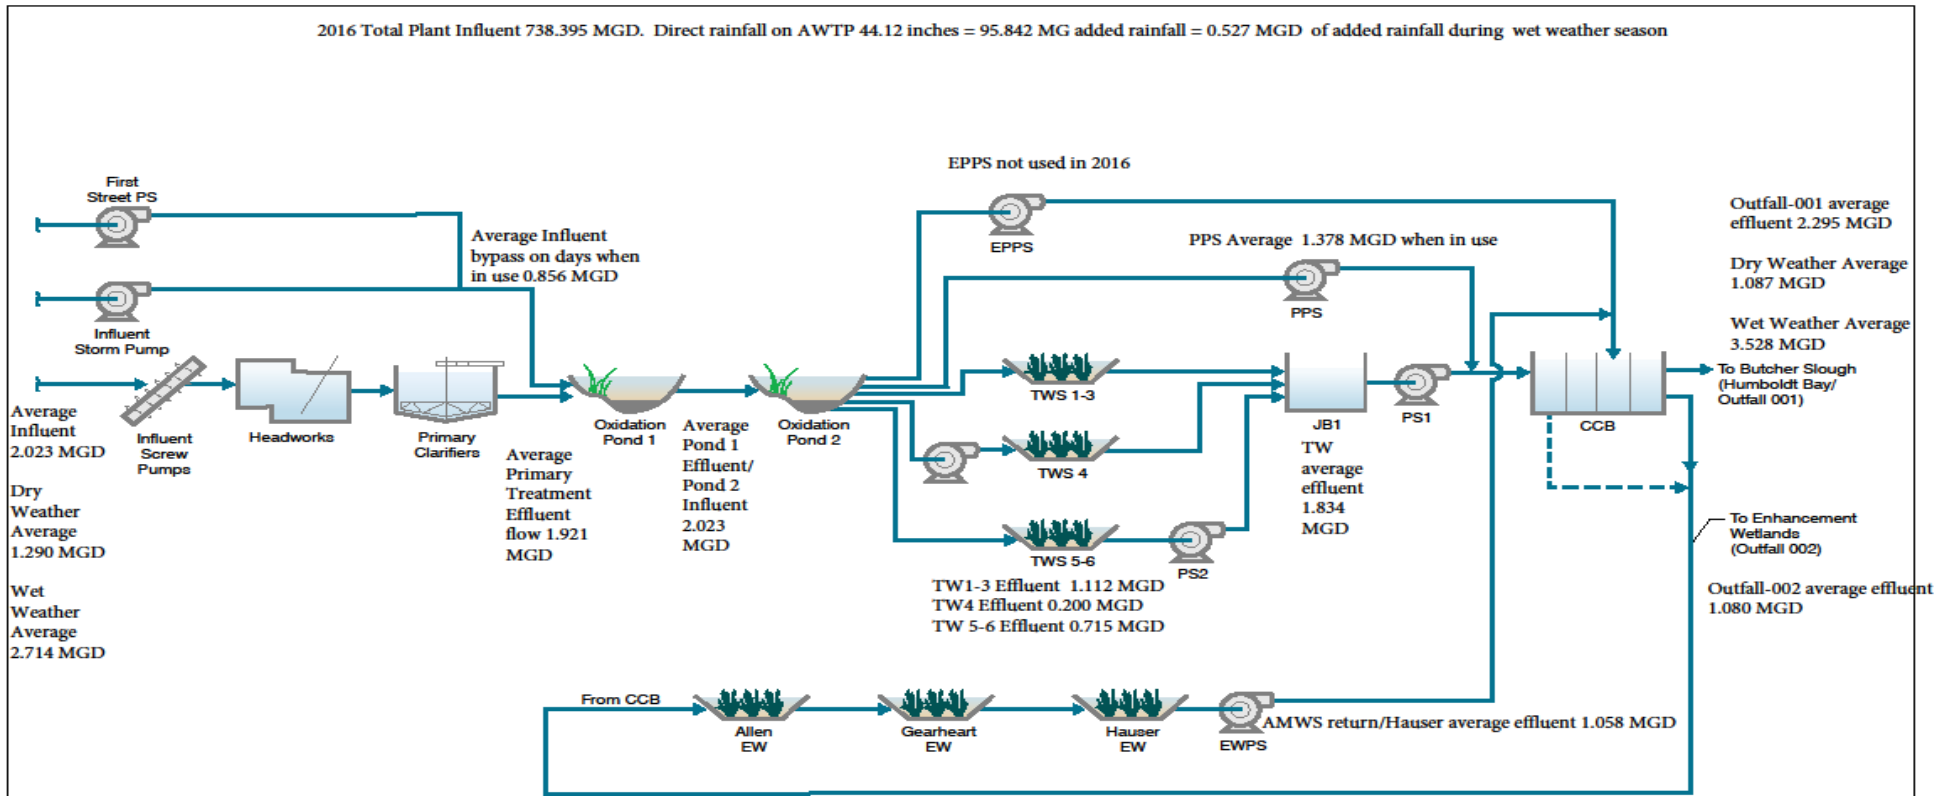 2016 Total Plant Influent 738.395 MGD. Direct rainfall on AWTP 44.12 inches = 95.842 MG added rainfall = 0.527 MGD of added rainfall during wet weather season
EPPS not used in 2016
First
Street PS
Average Influent
bypass on days when
in use 0.856 MGD
EPPS
PPS Average 1.378 MGD when in use
Outfall-001 average
effluent 2.295 MGD
Dry Weather Average
1.087 MGD
Wet Weather Average
3.528 MGD
Influent
Storm Pump
PPS
To Butcher Slough
(Humboldt Bay/
Outfall 001)
Average
Influent
2.023 MGD
Dry
Weather
Average
1.290 MGD
Wet
Weather
Average
2.714 MGD
Influent
Screw
Pumps
Headworks
Primary
Clarifiers
Average
Primary
Treatment
Effluent
flow 1.921
MGD
Oxidation
Pond 1
Average
Pond 1
Effluent/
Pond 2
Influent
2.023
MGD
Oxidation
Pond 2
TWS 1-3
TWS 4
TWS 5-6
PS2
JB1
TW
average
effluent
1.834
MGD
PS1
CCB
To Enhancement
Wetlands
(Outfall 002)
TW1-3 Effluent 1.112 MGD
TW4 Effluent 0.200 MGD
TW 5-6 Effluent 0.715 MGD
Outfall-002 average effluent
1.080 MGD
From CCB
Allen
EW
Gearheart
EW
Hauser
EW
EWPS
AMWS return/Hauser average effluent 1.058 MGD